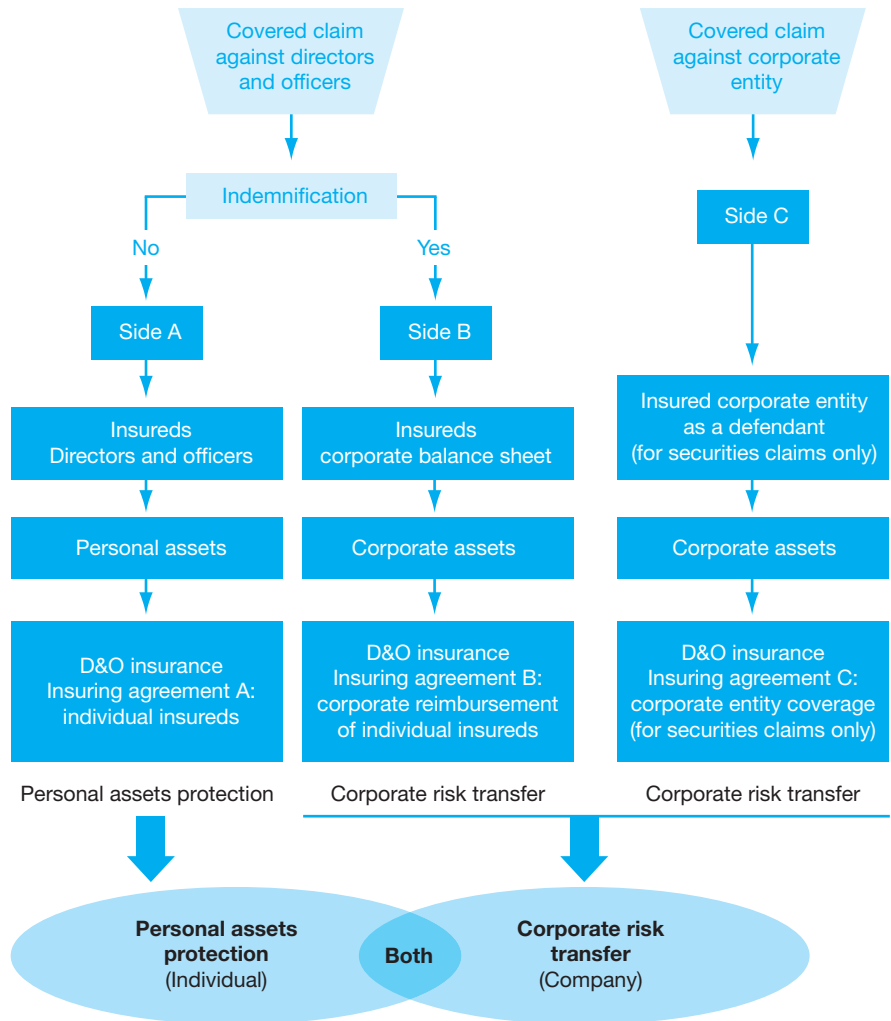 Covered claim
against directors
and officers
Covered claim
against corporate
entity
Indemnification
No
Yes
Side C
Side A
Side B
Insureds
Directors and officers
Insureds
corporate balance sheet
Insured corporate entity
as a defendant
(for securities claims only)
Personal assets
Corporate assets
Corporate assets
D&O insurance
Insuring agreement A:
individual insureds
D&O insurance
Insuring agreement B:
corporate reimbursement
of individual insureds
D&O insurance
Insuring agreement C:
corporate entity coverage
(for securities claims only)
Personal assets protection
Corporate risk transfer
Corporate risk transfer
Personal assets
protection
(Individual)
Both
Corporate risk
transfer
(Company)